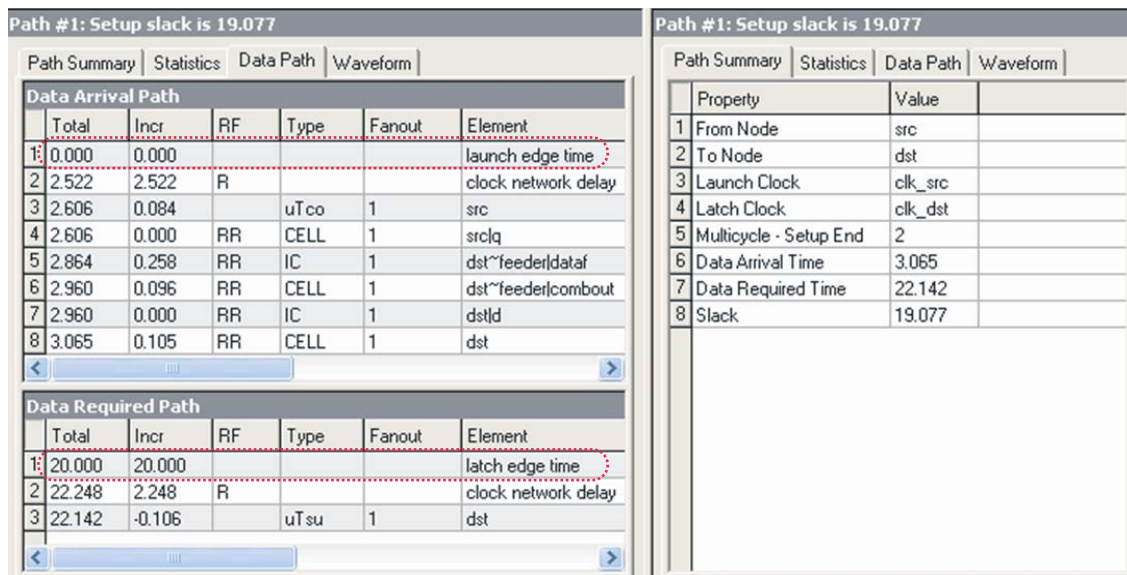 Path #1: Setup slack is 19.077
Path Summary Statistics Data Path Waveform
Data Arrival Path
Total Incr RF Type Fanout Element
1 0.000 0.000 launch edge time
2 2.522 2.522 R clock network delay
3 2.606 0.084 uTco 1 src
4 2.606 0.000 RR CELL 1 src|q
5 2.864 0.258 RR IC 1 dst~feeder|dataf
6 2.960 0.096 RR CELL 1 dst~feeder|combout
7 2.960 0.000 RR IC 1 dst|d
8 3.065 0.105 RR CELL 1 dst
Data Required Path
Total Incr RF Type Fanout Element
1 20.000 20.000 latch edge time
2 22.248 2.248 R clock network delay
3 22.142 -0.106 uTsu 1 dst
Path #1: Setup slack is 19.077
Path Summary Statistics Data Path Waveform
Property Value
1 From Node src
2 To Node dst
3 Launch Clock clk_src
4 Latch Clock clk_dst
5 Multicycle - Setup End 2
6 Data Arrival Time 3.065
7 Data Required Time 22.142
8 Slack 19.077